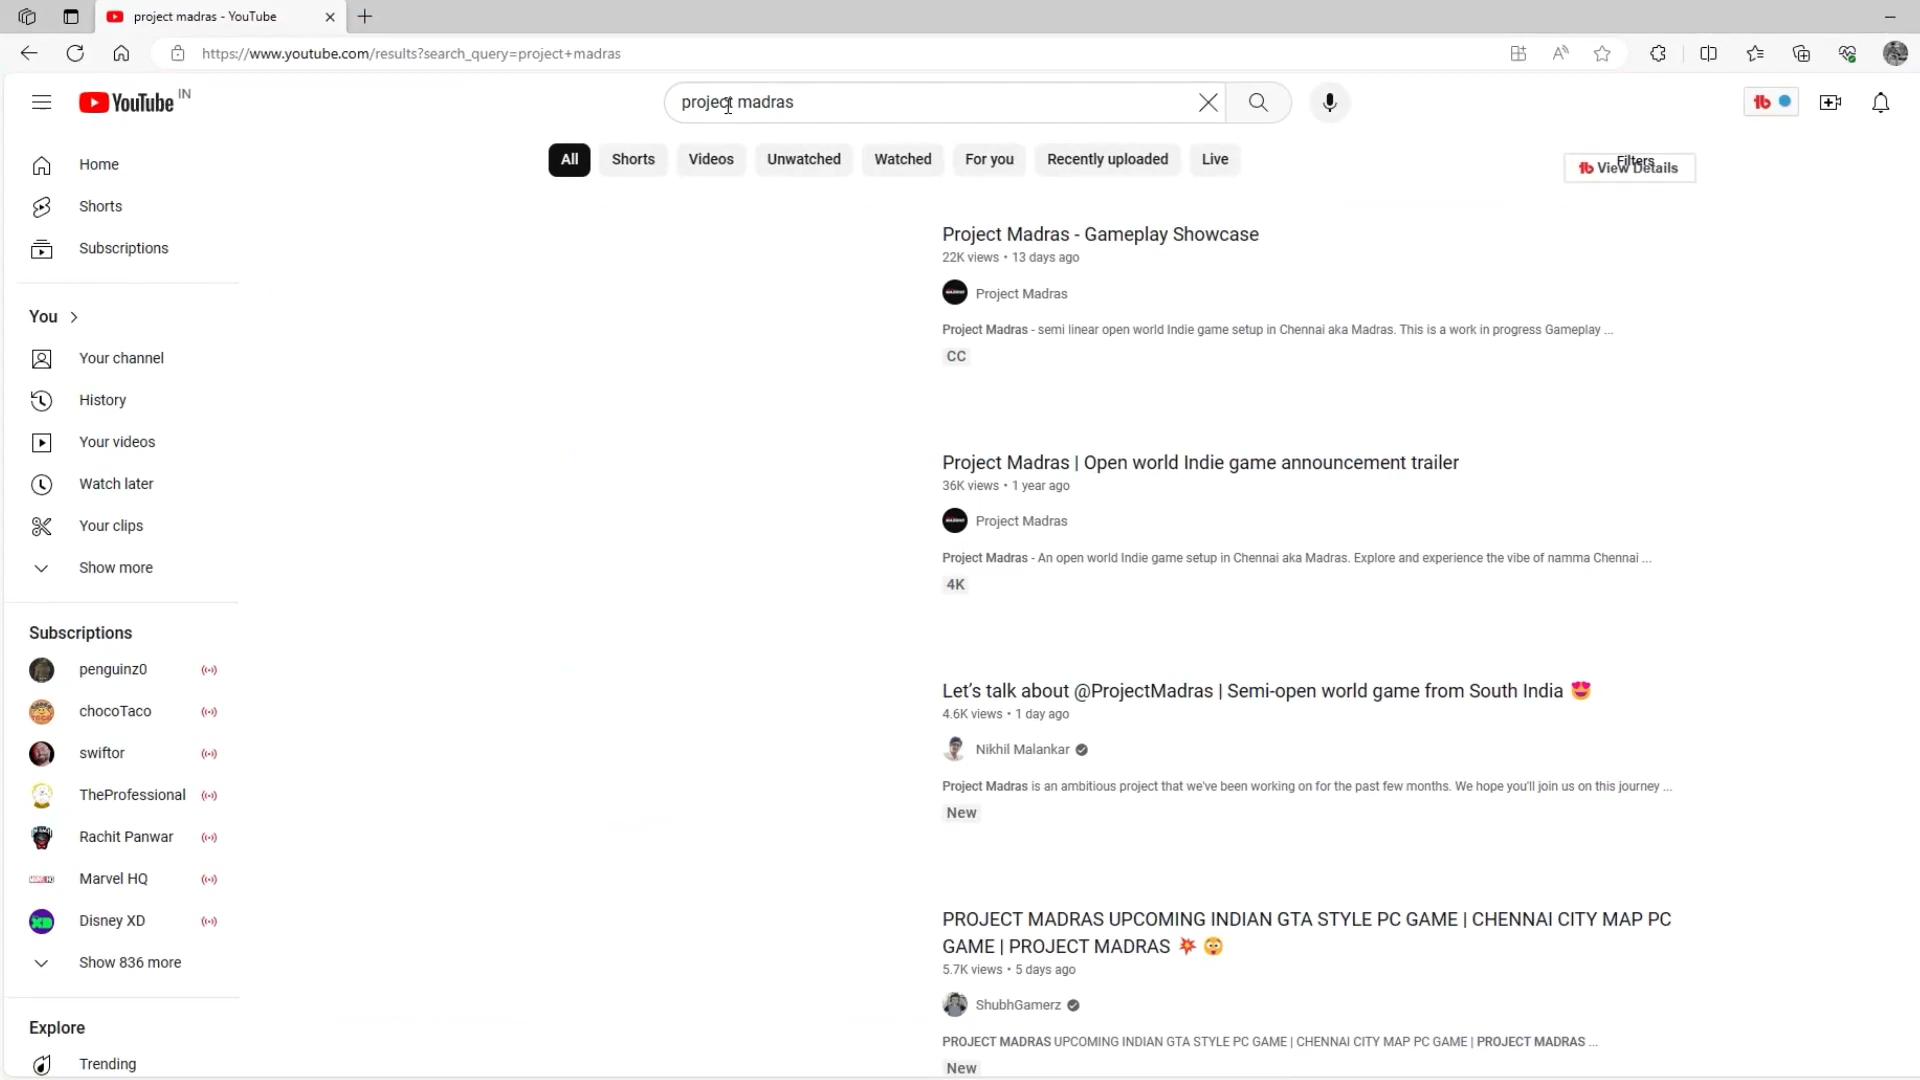 project madras - YouTube
https://www.youtube.com/results?search_query=project+madras
YouTube IN
project madras
All
Shorts
Videos
Unwatched
Watched
For you
Recently uploaded
Live
Filters
View Details
Home
Shorts
Subscriptions
You
Your channel
History
Your videos
Watch later
Your clips
Show more
Subscriptions
penguinz0
chocoTaco
swiftor
TheProfessional
Rachit Panwar
Marvel HQ
Disney XD
Show 836 more
Explore
Trending
Project Madras - Gameplay Showcase
22K views • 13 days ago
Project Madras
Project Madras - semi linear open world Indie game setup in Chennai aka Madras. This is a work in progress Gameplay ...
CC
Project Madras | Open world Indie game announcement trailer
36K views • 1 year ago
Project Madras
Project Madras - An open world Indie game setup in Chennai aka Madras. Explore and experience the vibe of namma Chennai ...
4K
Let’s talk about @ProjectMadras | Semi-open world game from South India 😍
4.6K views • 1 day ago
Nikhil Malankar
Project Madras is an ambitious project that we've been working on for the past few months. We hope you'll join us on this journey ...
New
PROJECT MADRAS UPCOMING INDIAN GTA STYLE PC GAME | CHENNAI CITY MAP PC
GAME | PROJECT MADRAS 💥 😳
5.7K views • 5 days ago
ShubhGamerz
PROJECT MADRAS UPCOMING INDIAN GTA STYLE PC GAME | CHENNAI CITY MAP PC GAME | PROJECT MADRAS ...
New